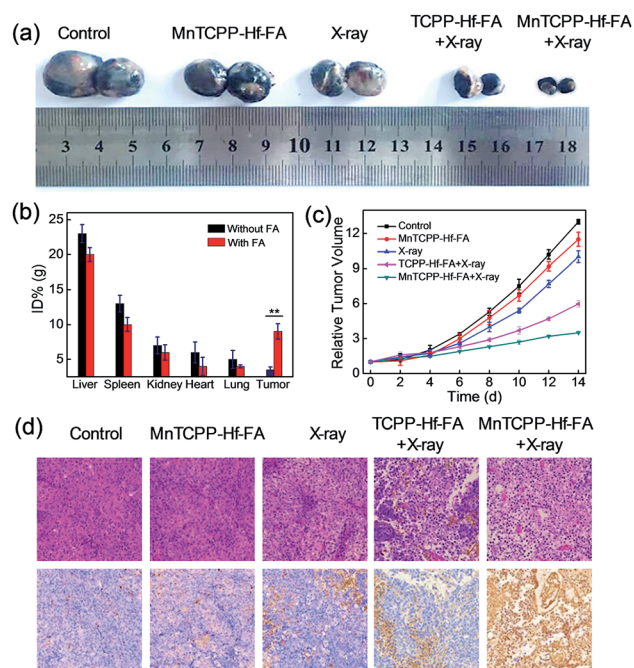 (a)
Control
MnTCPP-Hf-FA
X-ray
TCPP-Hf-FA
+X-ray
MnTCPP-Hf-FA
+X-ray
3 4 5 6 7 8 9 10 11 12 13 14 15 16 17 18
(b)
ID% (g)
25
20
15
10
5
Without FA
With FA
**
Liver Spleen Kidney Heart Lung Tumor
(c)
Relative Tumor Volume
12
9
6
3
0
Control
MnTCPP-Hf-FA
X-ray
TCPP-Hf-FA+X-ray
MnTCPP-Hf-FA+X-ray
0 2 4 6 8 10 12 14
Time (d)
(d)
Control
MnTCPP-Hf-FA
X-ray
TCPP-Hf-FA
+X-ray
MnTCPP-Hf-FA
+X-ray